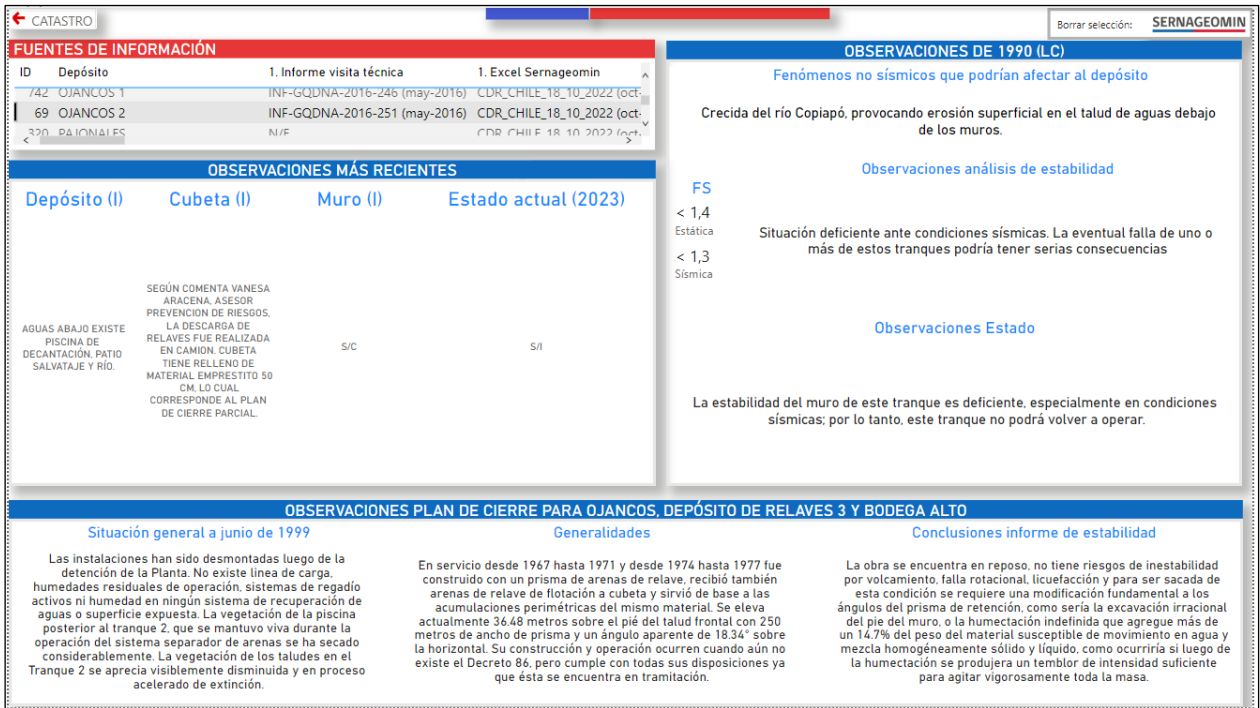 CATASTRO
Borrar selección:
SERNAGEOMIN
FUENTES DE INFORMACIÓN
ID Depósito 1. Informe visita técnica 1. Excel Sernageomin
742 OJANCOS 1 INF-GQDNA-2016-246 (may-2016) CDR_CHILE_18_10_2022 (oct-
69 OJANCOS 2 INF-GQDNA-2016-251 (may-2016) CDR_CHILE_18_10_2022 (oct-
320 PAJONALES N/E CDR_CHILE_18_10_2022 (oct-
OBSERVACIONES MÁS RECIENTES
Depósito (I) Cubeta (I) Muro (I) Estado actual (2023)
AGUAS ABAJO EXISTE
PISCINA DE
DECANTACIÓN, PATIO
SALVATAJE Y RÍO.
SEGÚN COMENTA VANESA
ARACENA, ASESOR
PREVENCION DE RIESGOS,
LA DESCARGA DE
RELAVES FUE REALIZADA
EN CAMION. CUBETA
TIENE RELLENO DE
MATERIAL EMPRESTITO 50
CM, LO CUAL
CORRESPONDE AL PLAN
DE CIERRE PARCIAL.
S/C
S/I
OBSERVACIONES DE 1990 (LC)
Fenómenos no sísmicos que podrían afectar al depósito
Crecida del río Copiapó, provocando erosión superficial en el talud de aguas debajo
de los muros.
Observaciones análisis de estabilidad
FS
< 1,4
Estática
< 1,3
Sísmica
Situación deficiente ante condiciones sísmicas. La eventual falla de uno o
más de estos tranques podría tener serias consecuencias
Observaciones Estado
La estabilidad del muro de este tranque es deficiente, especialmente en condiciones
sísmicas; por lo tanto, este tranque no podrá volver a operar.
OBSERVACIONES PLAN DE CIERRE PARA OJANCOS, DEPÓSITO DE RELAVES 3 Y BODEGA ALTO
Situación general a junio de 1999
Las instalaciones han sido desmontadas luego de la
detención de la Planta. No existe linea de carga,
humedades residuales de operación, sistemas de regadío
activos ni humedad en ningún sistema de recuperación de
aguas o superficie expuesta. La vegetación de la piscina
posterior al tranque 2, que se mantuvo viva durante la
operación del sistema separador de arenas se ha secado
considerablemente. La vegetación de los taludes en el
Tranque 2 se aprecia visiblemente disminuida y en proceso
acelerado de extinción.
Generalidades
En servicio desde 1967 hasta 1971 y desde 1974 hasta 1977 fue
construido con un prisma de arenas de relave, recibió también
arenas de relave de flotación a cubeta y sirvió de base a las
acumulaciones perimétricas del mismo material. Se eleva
actualmente 36.48 metros sobre el pié del talud frontal con 250
metros de ancho de prisma y un ángulo aparente de 18.34° sobre
la horizontal. Su construcción y operación ocurren cuando aún no
existe el Decreto 86, pero cumple con todas sus disposiciones ya
que ésta se encuentra en tramitación.
Conclusiones informe de estabilidad
La obra se encuentra en reposo, no tiene riesgos de inestabilidad
por volcamiento, falla rotacional, licuefacción y para ser sacada de
esta condición se requiere una modificación fundamental a los
ángulos del prisma de retención, como sería la excavación irracional
del pie del muro, o la humectación indefinida que agregue más de
un 14.7% del peso del material susceptible de movimiento en agua y
mezcla homogéneamente sólido y líquido, como ocurriría si luego de
la humectación se produjera un temblor de intensidad suficiente
para agitar vigorosamente toda la masa.